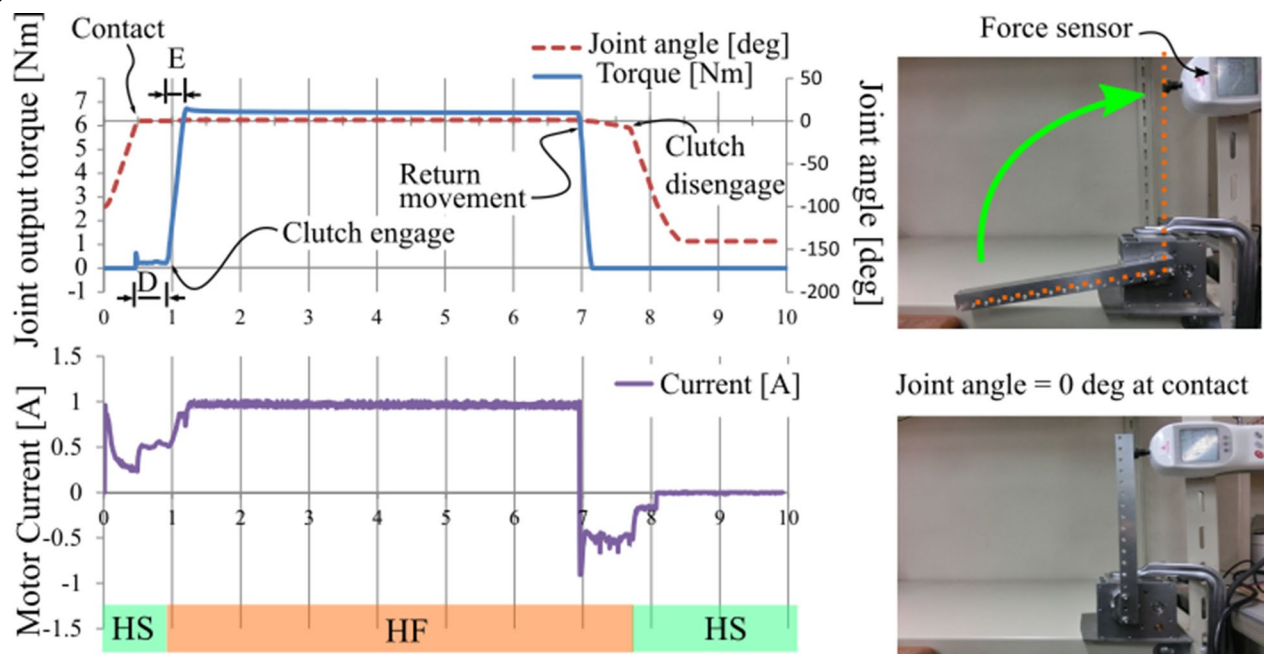 Contact
E
Joint angle [deg]
Torque [Nm]
Joint output torque [Nm]
7
6
5
4
3
2
1
0
-1
50
0
-50
-100
-150
-200
Joint angle [deg]
Return
movement
Clutch
disengage
Clutch engage
D
0 1 2 3 4 5 6 7 8 9 10
Force sensor
Motor Current [A]
1.5
1
0.5
0
-0.5
-1
-1.5
Current [A]
0 1 2 3 4 5 6 7 8 9 10
HS HF HS
Joint angle = 0 deg at contact